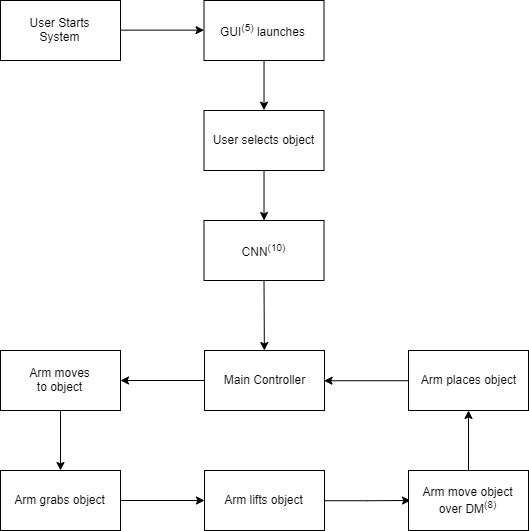 User Starts
System
GUI(5) launches
User selects object
CNN(10)
Arm moves
to object
Main Controller
Arm places object
Arm grabs object
Arm lifts object
Arm move object
over DM(8)